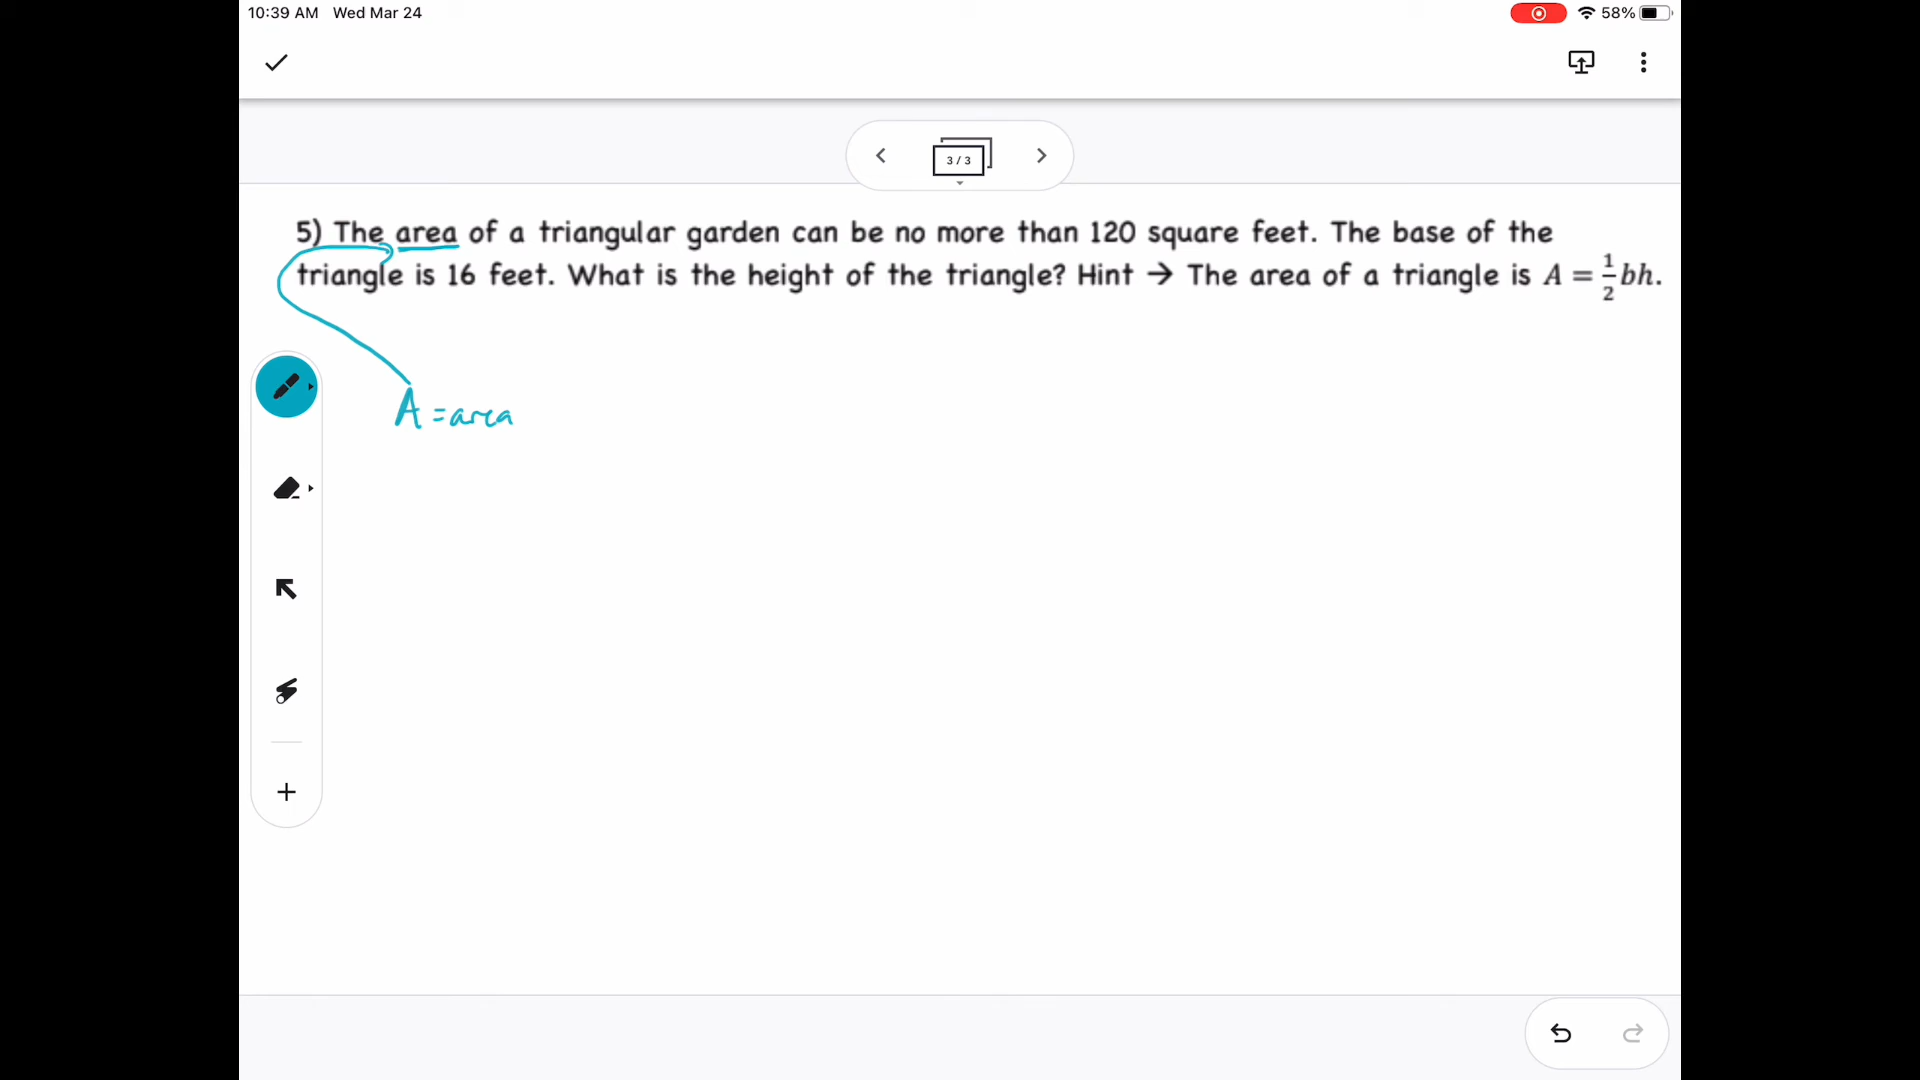 10:39 AM Wed Mar 24
58%
3 / 3
5) The area of a triangular garden can be no more than 120 square feet. The base of the
triangle is 16 feet. What is the height of the triangle? Hint → The area of a triangle is A = 1/2 bh.
A = area